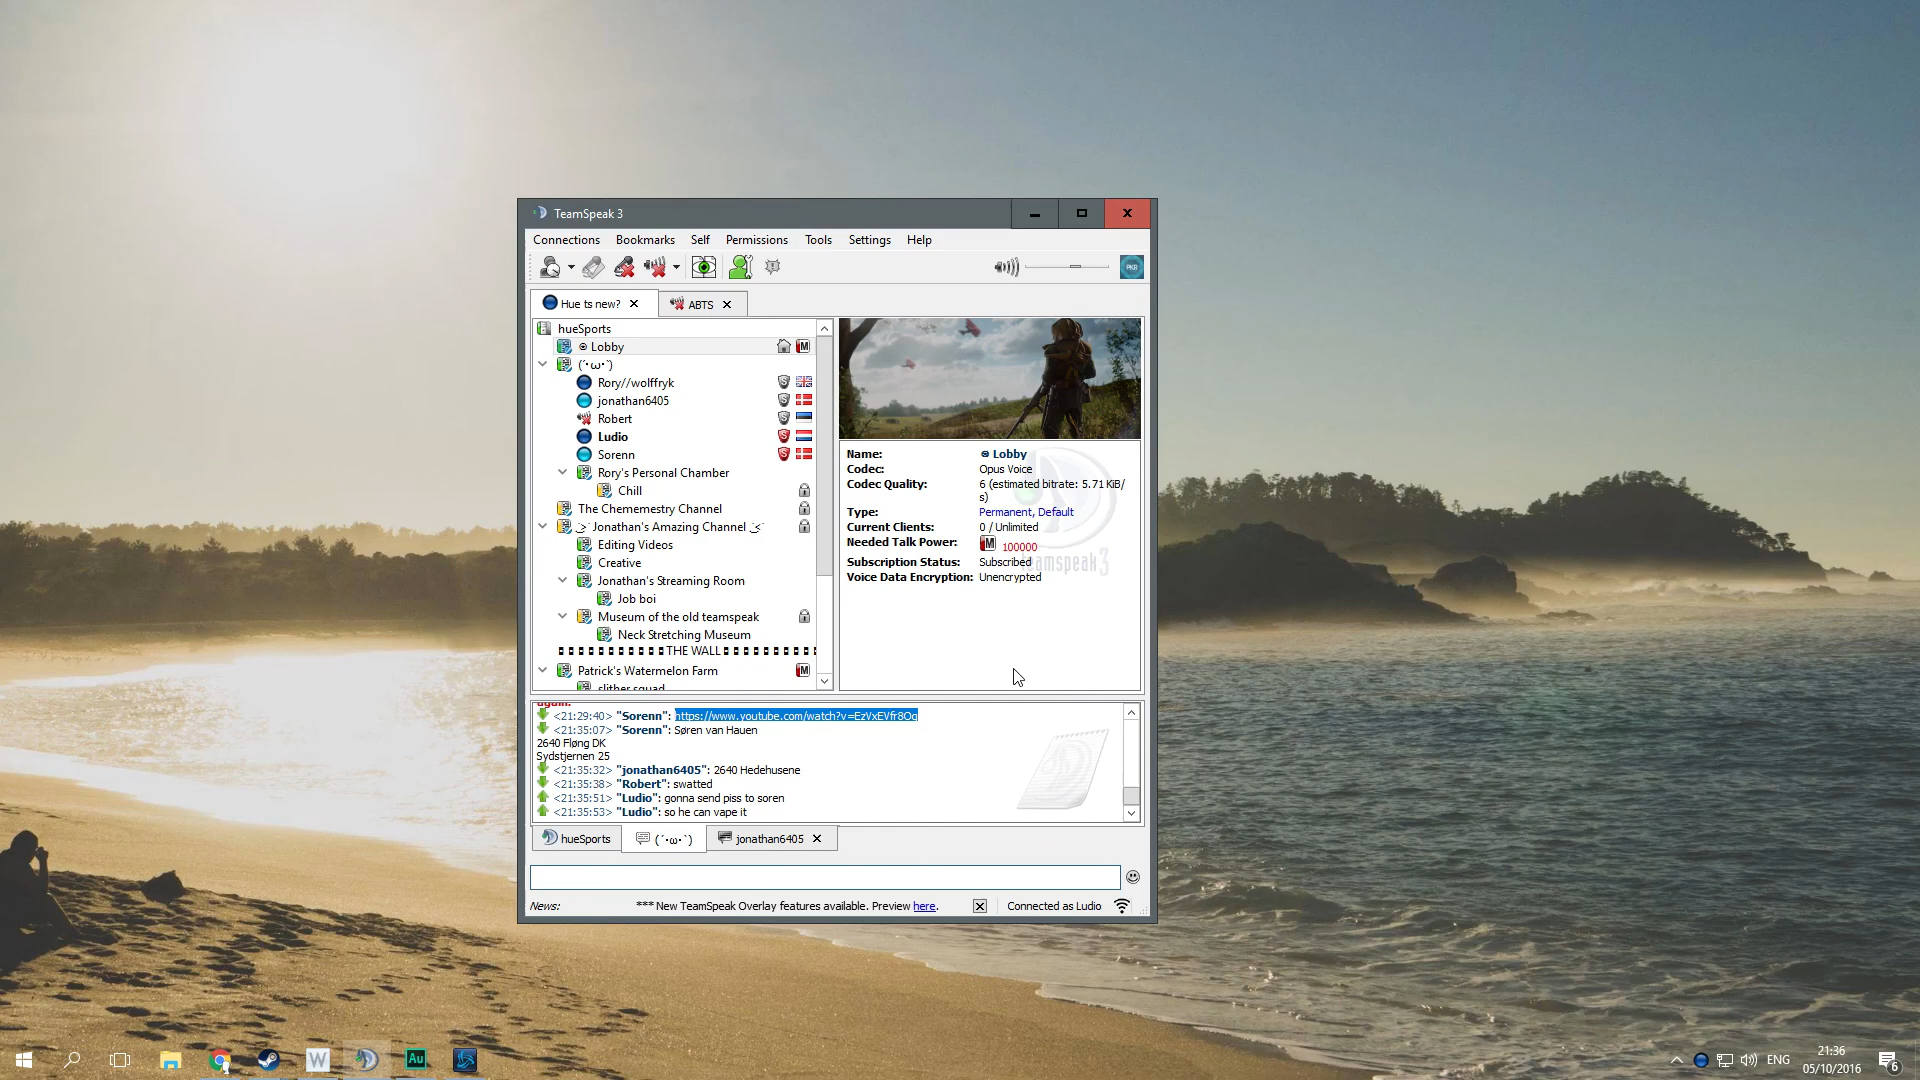 TeamSpeak 3
Connections Bookmarks Self Permissions Tools Settings Help
PKR
Hue ts new? ABTS
hueSports
Lobby
(´･ω･`)
Rory//wolffryk
jonathan6405
Robert
Ludio
Sorenn
Rory's Personal Chamber
Chill
The Chememestry Channel
Jonathan's Amazing Channel
Editing Videos
Creative
Jonathan's Streaming Room
Job boi
Museum of the old teamspeak
Neck Stretching Museum
THE WALL
Patrick's Watermelon Farm
slither squad
Name: Lobby
Codec: Opus Voice
Codec Quality: 6 (estimated bitrate: 5.71 KiB/
s)
Type: Permanent, Default
Current Clients: 0 / Unlimited
Needed Talk Power: 100000
Subscription Status: Subscribed
Voice Data Encryption: Unencrypted
teamspeak3
again.
<21:29:40> "Sorenn": https://www.youtube.com/watch?v=EzVxEVfr8Og
<21:35:07> "Sorenn": Søren van Hauen
2640 Fløng DK
Sydstjernen 25
<21:35:32> "jonathan6405": 2640 Hedehusene
<21:35:38> "Robert": swatted
<21:35:51> "Ludio": gonna send piss to soren
<21:35:53> "Ludio": so he can vape it
hueSports (´･ω･`) jonathan6405
News: *** New TeamSpeak Overlay features available. Preview here. Connected as Ludio
W Au ENG 21:36
05/10/2016 6